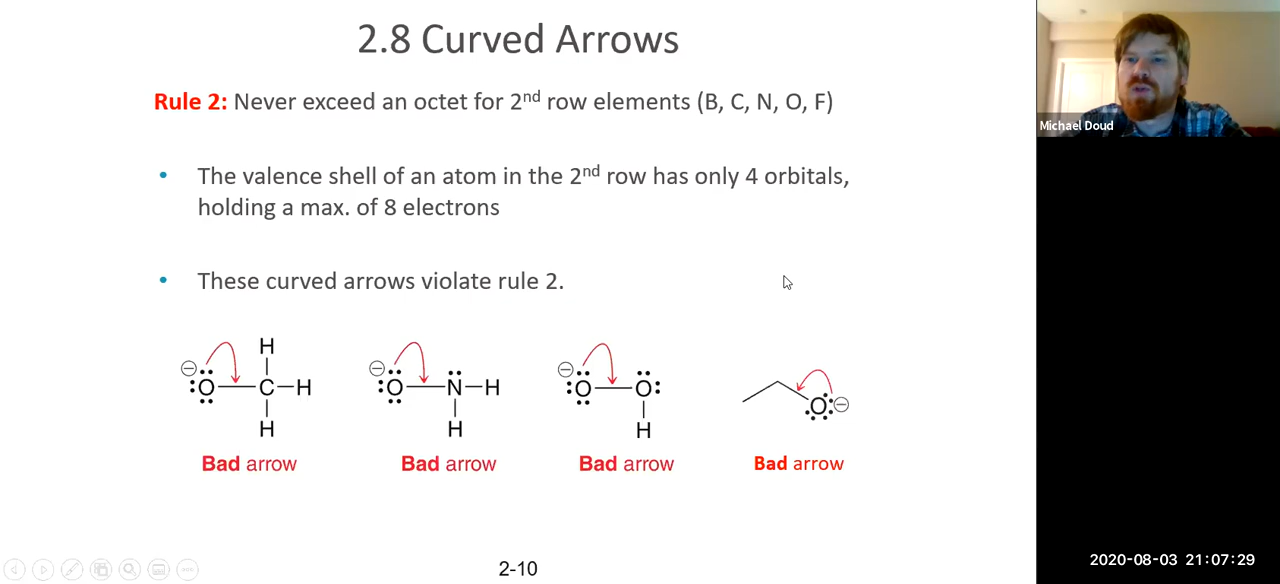 2.8 Curved Arrows
Rule 2: Never exceed an octet for 2nd row elements (B, C, N, O, F)
• The valence shell of an atom in the 2nd row has only 4 orbitals,
holding a max. of 8 electrons
• These curved arrows violate rule 2.
H
⊖ :O—C—H
H
Bad arrow
⊖ :O—N—H
H
Bad arrow
⊖ :O—O:
H
Bad arrow
:O:⊖
Bad arrow
2-10
Michael Doud
2020-08-03 21:07:29